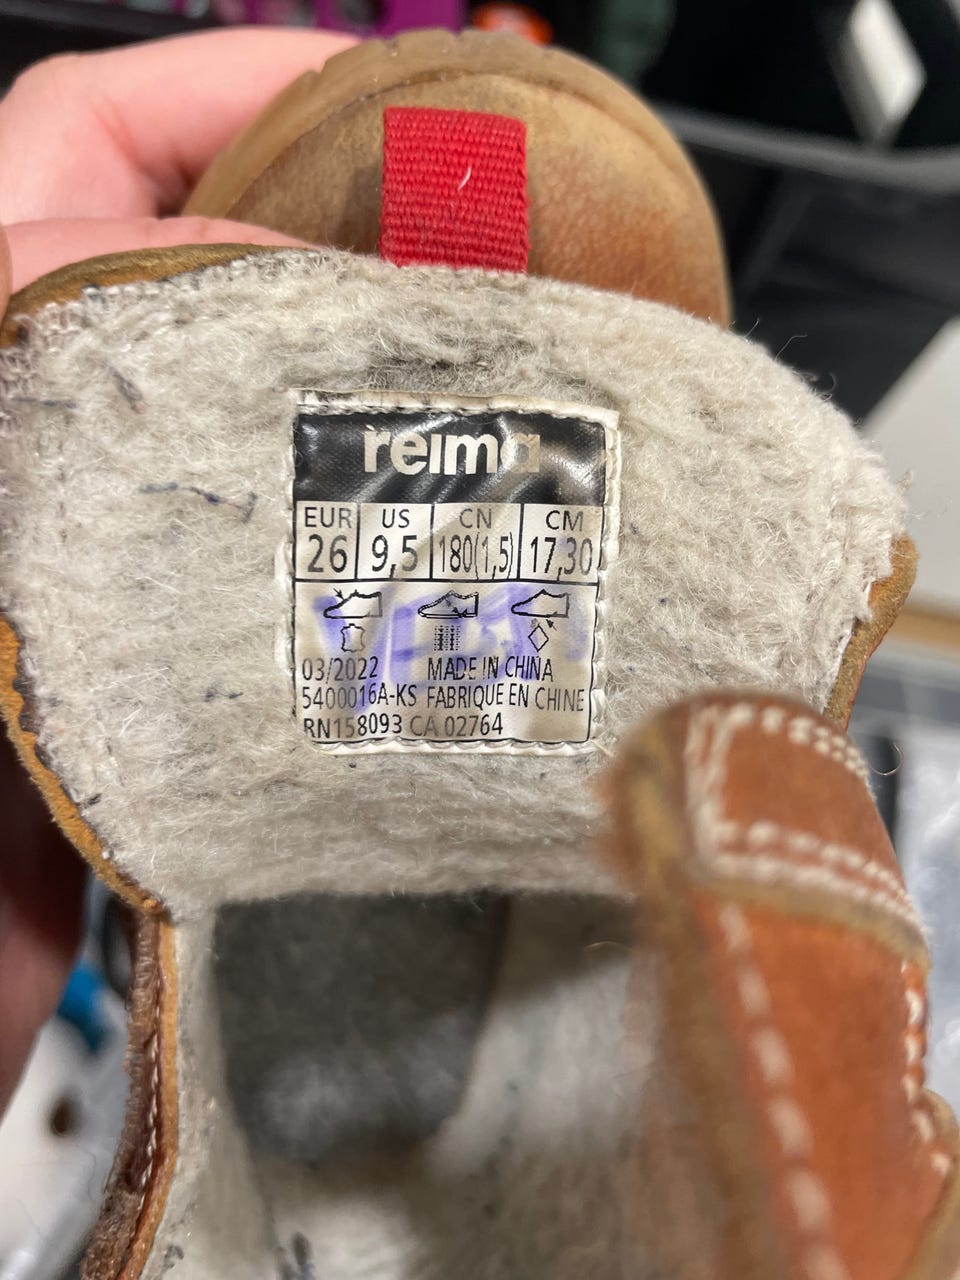 reima
EUR US CN CM
26 9,5 180(1,5) 17,30
03/2022 MADE IN CHINA
5400016A-KS FABRIQUE EN CHINE
RN158093 CA 02764